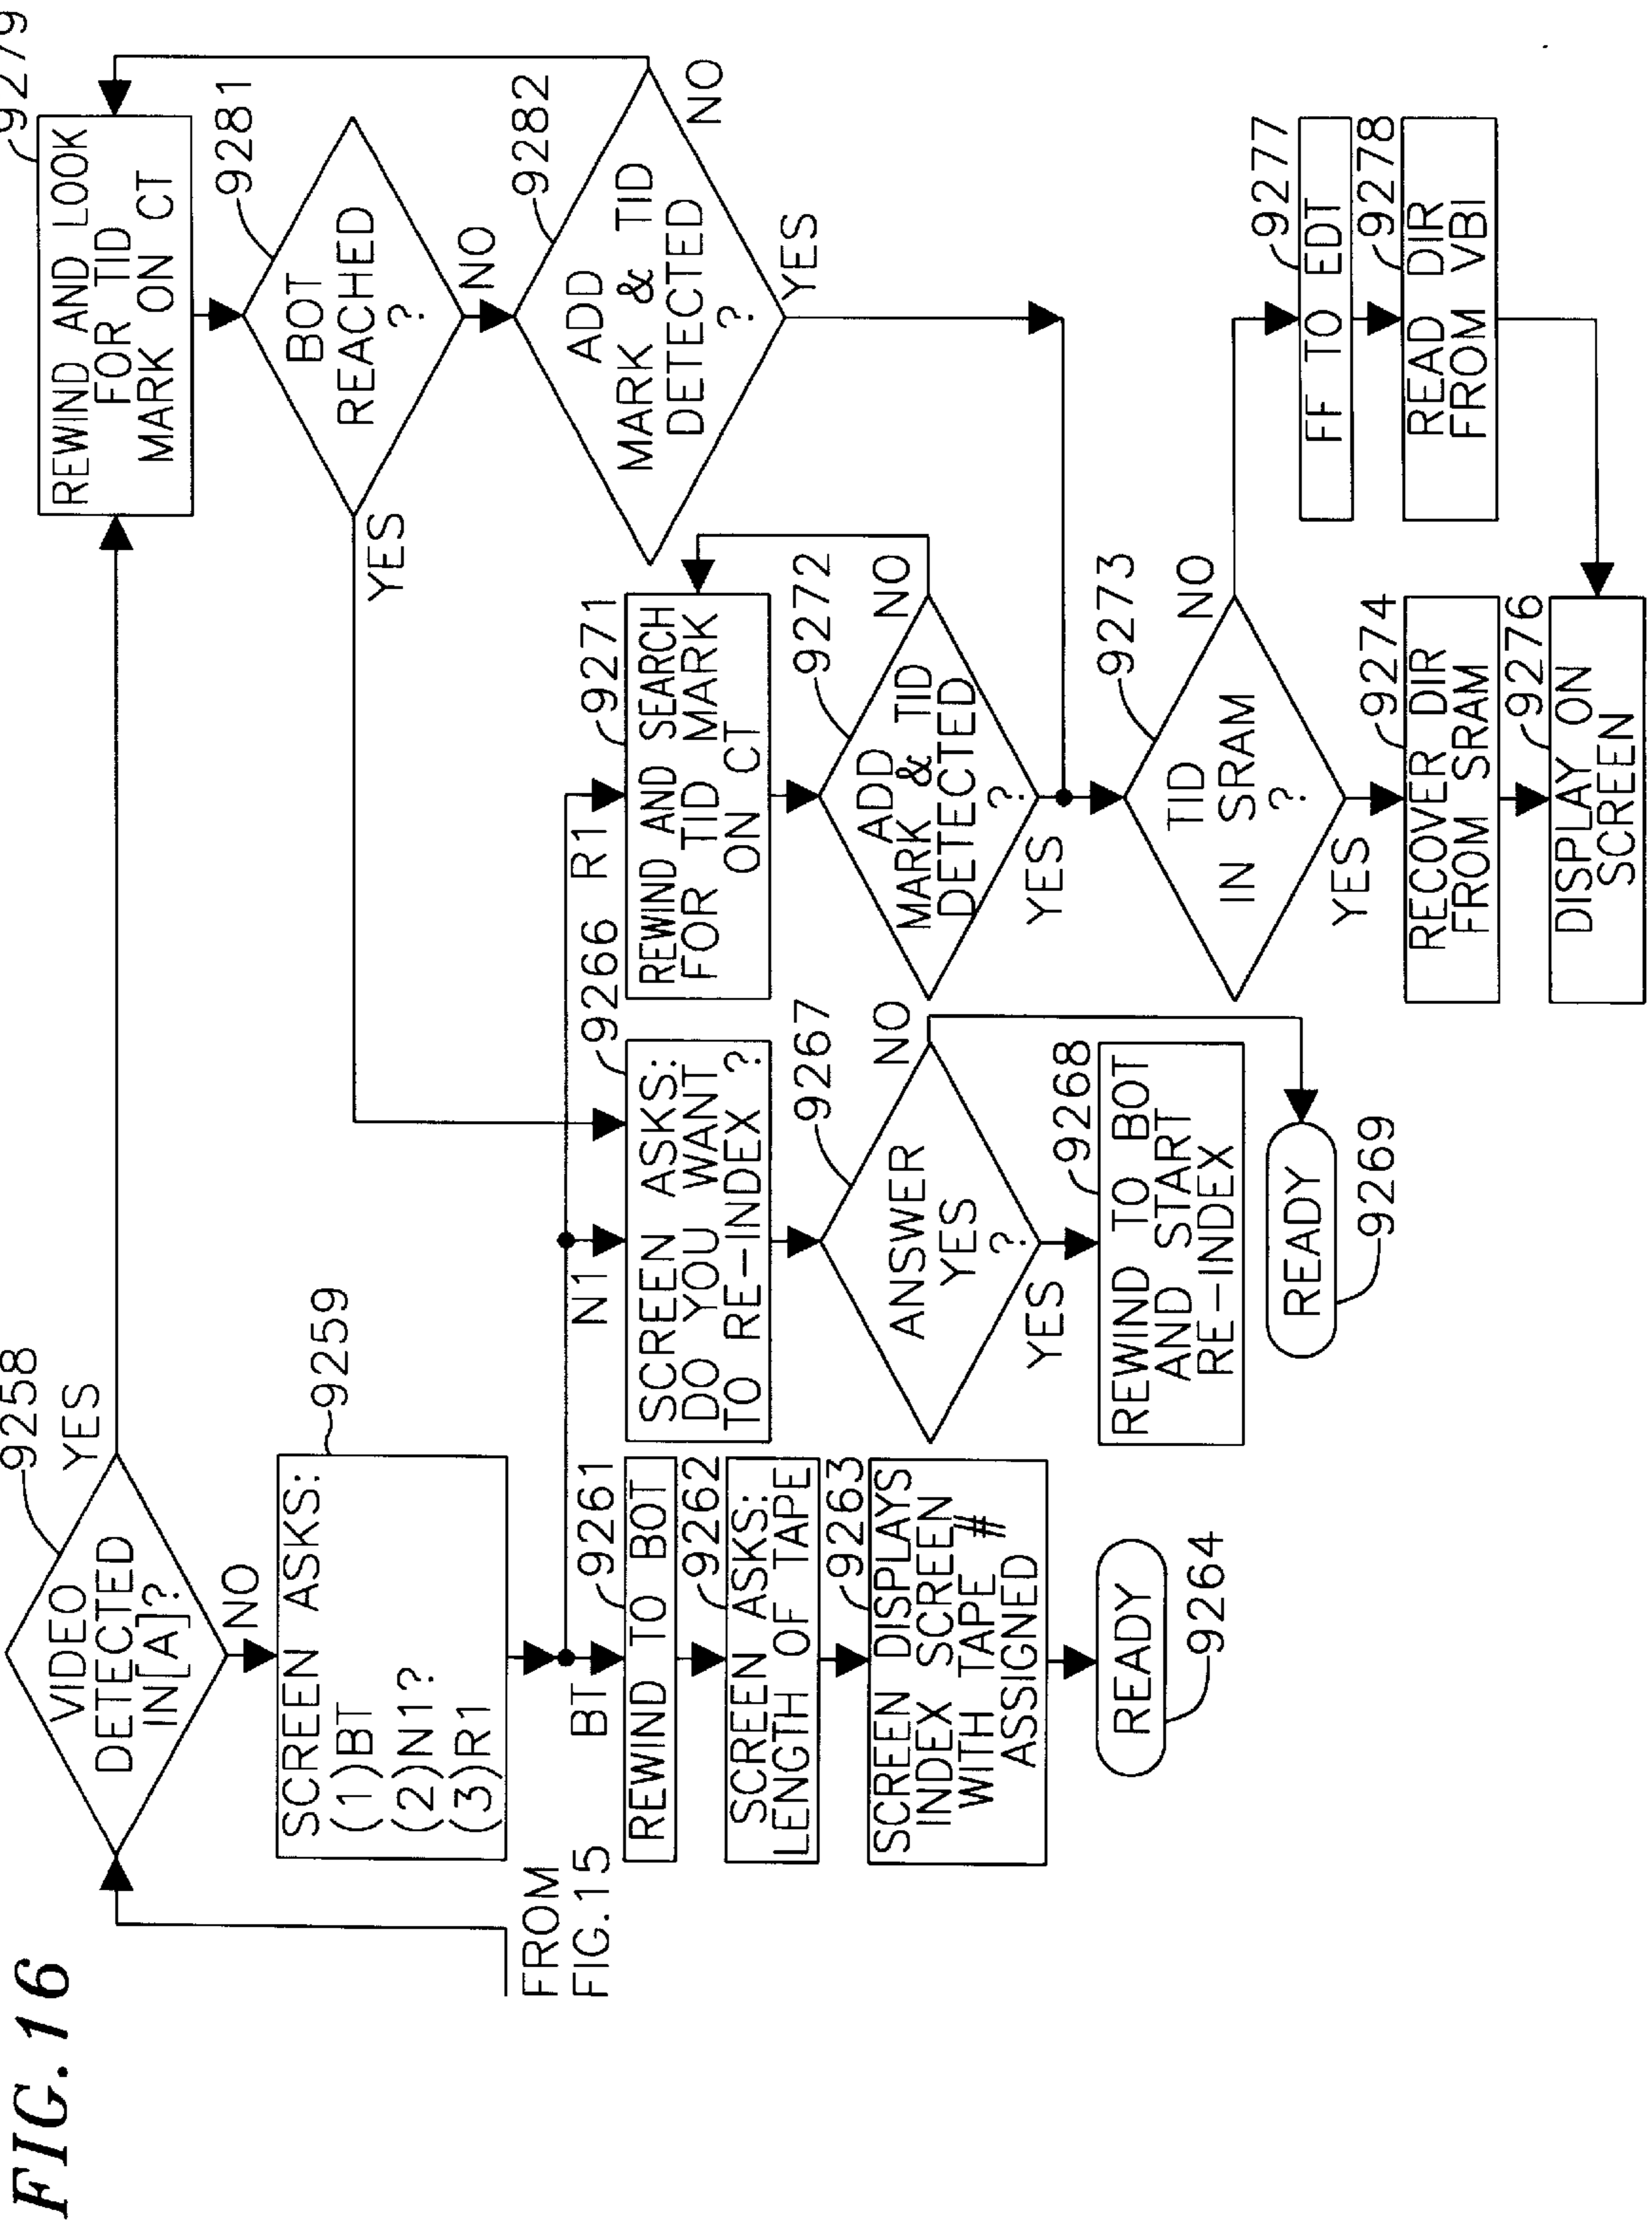 FIG. 16
FROM
FIG.15
9258
VIDEO
DETECTED
IN[A]?
YES
NO
9259
SCREEN ASKS:
(1)BT
(2)N1?
(3)R1
BT
9261
REWIND TO BOT
9262
SCREEN ASKS:
LENGTH OF TAPE
9263
SCREEN DISPLAYS
INDEX SCREEN
WITH TAPE #
ASSIGNED
READY
9264
N1
9266
SCREEN ASKS:
DO YOU WANT
TO RE-INDEX ?
9267
ANSWER
YES
?
NO
YES
9268
REWIND TO BOT
AND START
RE-INDEX
READY
9269
R1
9271
REWIND AND SEARCH
FOR TID MARK
ON CT
9272
ADD
MARK & TID
DETECTED
?
NO
YES
9273
TID
IN SRAM
?
NO
YES
9274
RECOVER DIR
FROM SRAM
9276
DISPLAY ON
SCREEN
9277
FF TO EDT
9278
READ DIR
FROM VBI
9279
REWIND AND LOOK
FOR TID
MARK ON CT
9281
BOT
REACHED
?
YES
NO
9282
ADD
MARK & TID
DETECTED
?
NO
YES